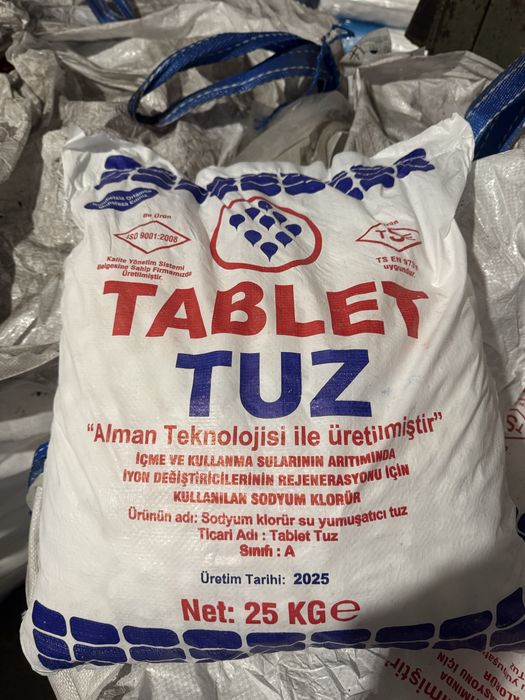 Bu Ürün
ISO 9001:2008
Kalite Yönetim Sistemi
Belgesine Sahip Firmamızda
Üretilmiştir.
TSE
TS EN 973'e
uygundur.
TABLET
TUZ
"Alman Teknolojisi ile üretilmiştir"
İÇME VE KULLANMA SULARININ ARITIMINDA
İYON DEĞİŞTİRİCİLERİNİN REJENERASYONU İÇİN
KULLANILAN SODYUM KLORÜR
Ürünün adı: Sodyum klorür su yumuşatıcı tuz
Ticari Adı : Tablet Tuz
Sınıfı : A
Üretim Tarihi: 2025
Net: 25 KG e